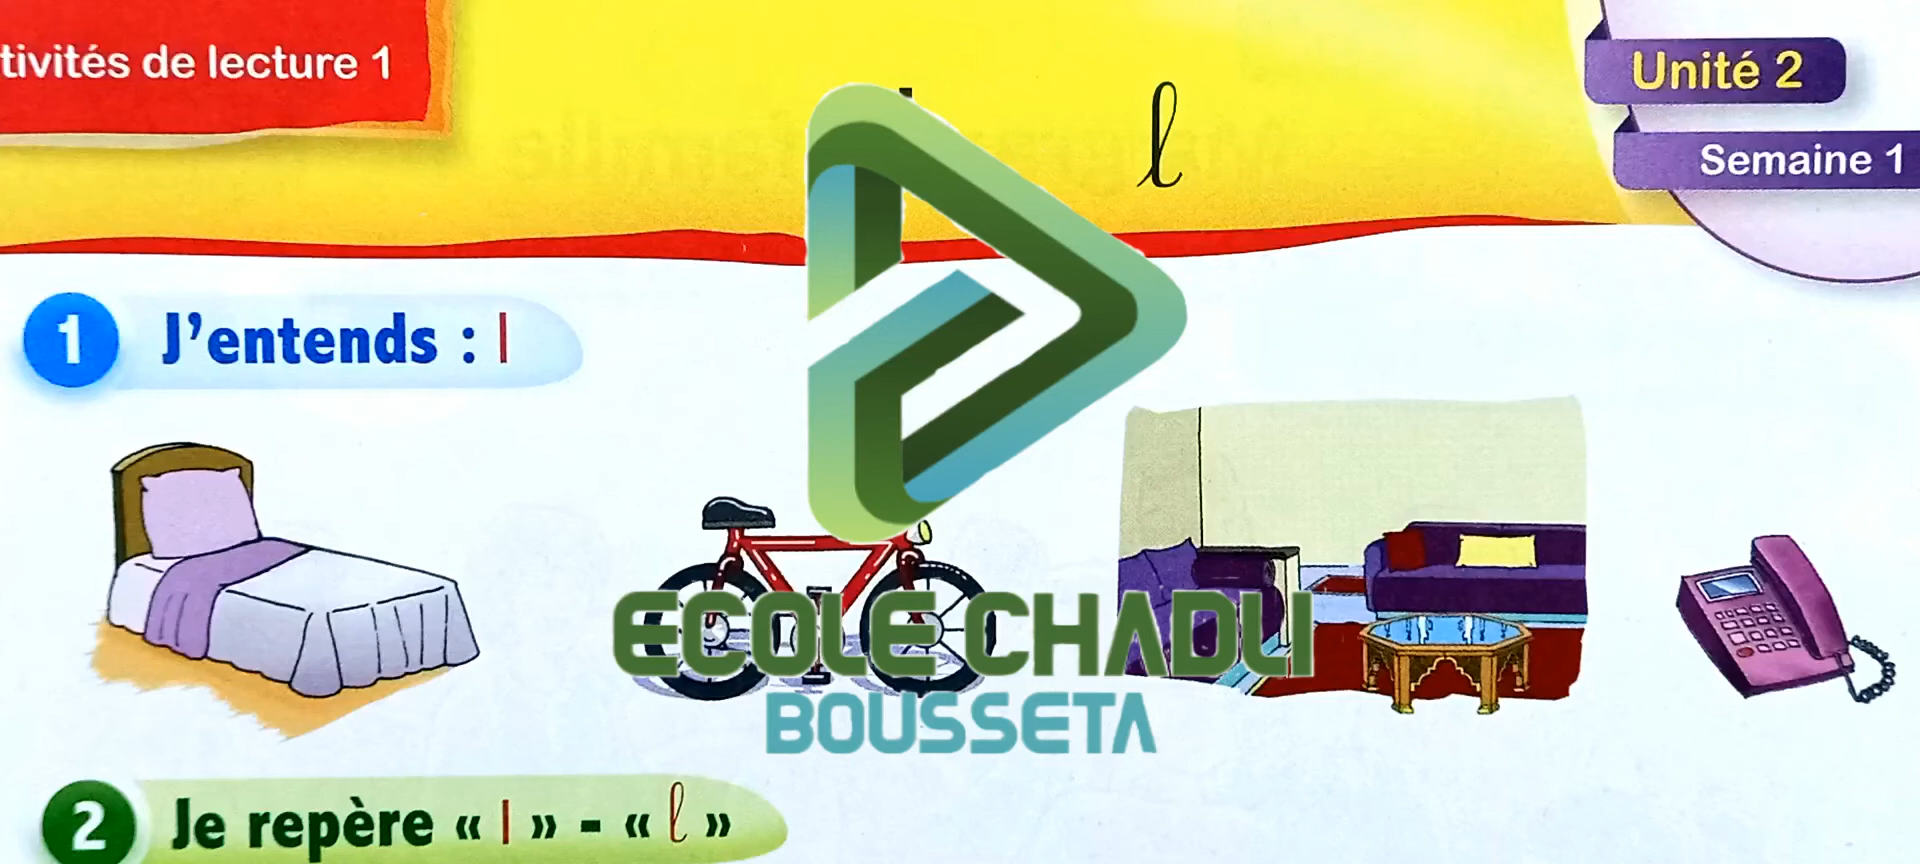 tivités de lecture 1
l
Unité 2
Semaine 1
1 J'entends : l
ECOLE CHADLI
BOUSSETA
2 Je repère « l » - « l »